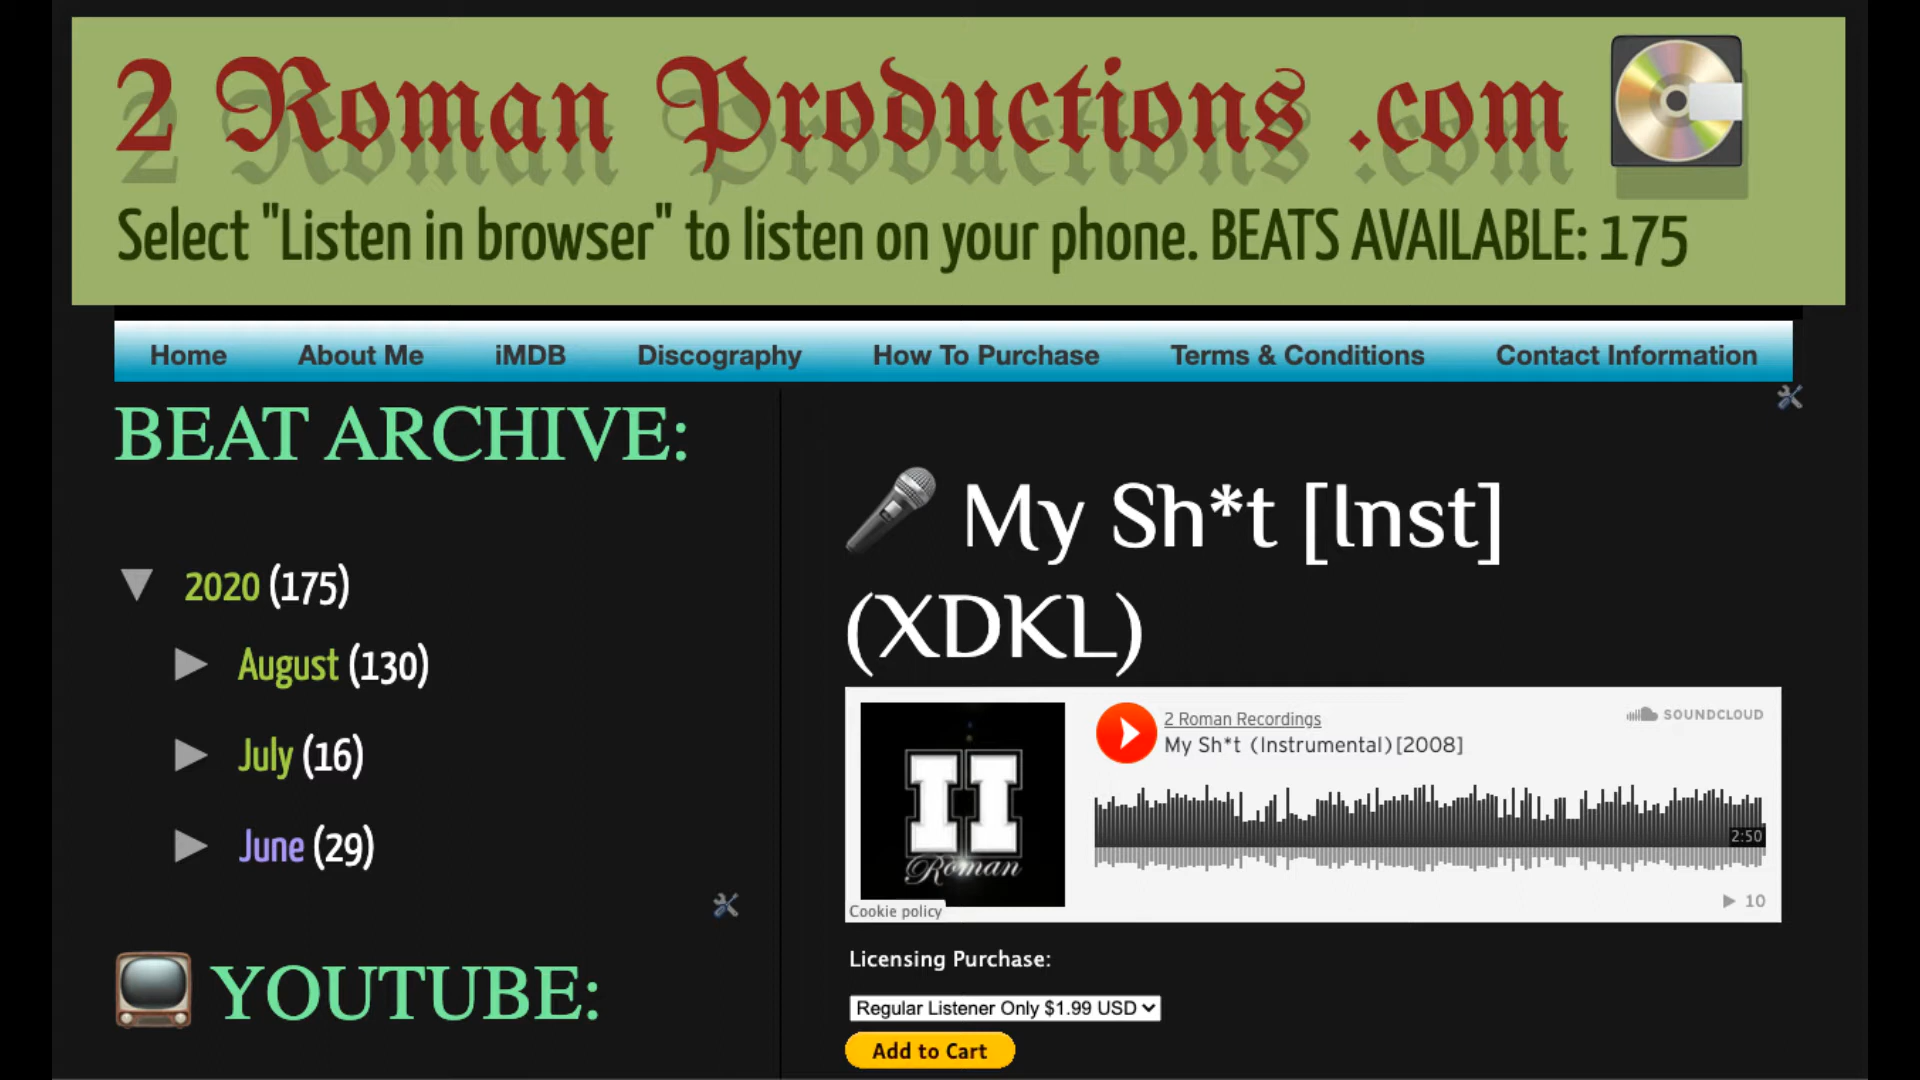 2 Roman Productions .com
Select "Listen in browser" to listen on your phone. BEATS AVAILABLE: 175
Home About Me iMDB Discography How To Purchase Terms & Conditions Contact Information
BEAT ARCHIVE:
▼ 2020 (175)
► August (130)
► July (16)
► June (29)
YOUTUBE:
My Sh*t [Inst]
(XDKL)
II
Roman
2 Roman Recordings
My Sh*t (Instrumental)[2008]
SOUNDCLOUD
2:50
10
Cookie policy
Licensing Purchase:
Regular Listener Only $1.99 USD
Add to Cart